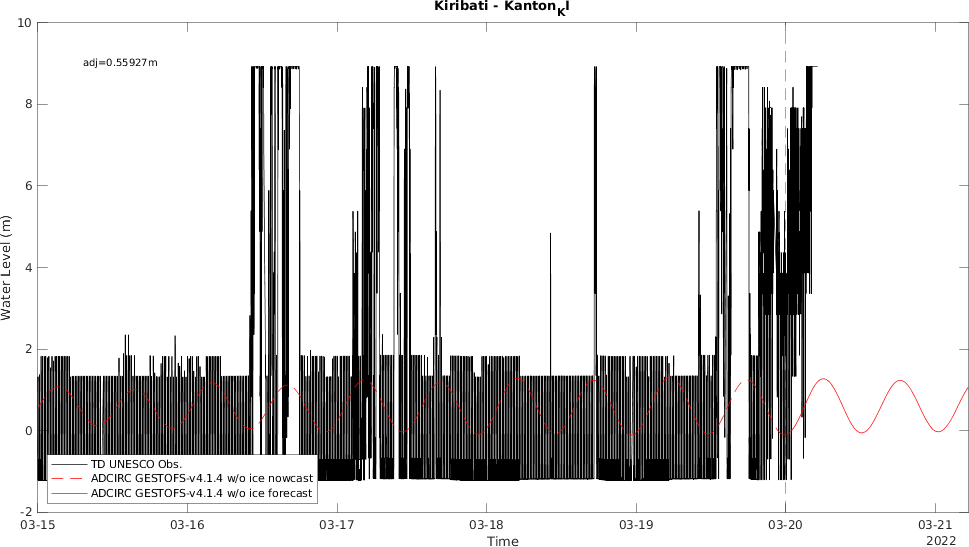 Kiribati - Kanton_KI
adj=0.55927m
10
8
6
4
2
0
-2
Water Level (m)
TD UNESCO Obs.
ADCIRC GESTOFS-v4.1.4 w/o ice nowcast
ADCIRC GESTOFS-v4.1.4 w/o ice forecast
03-15 03-16 03-17 03-18 03-19 03-20 03-21
Time 2022